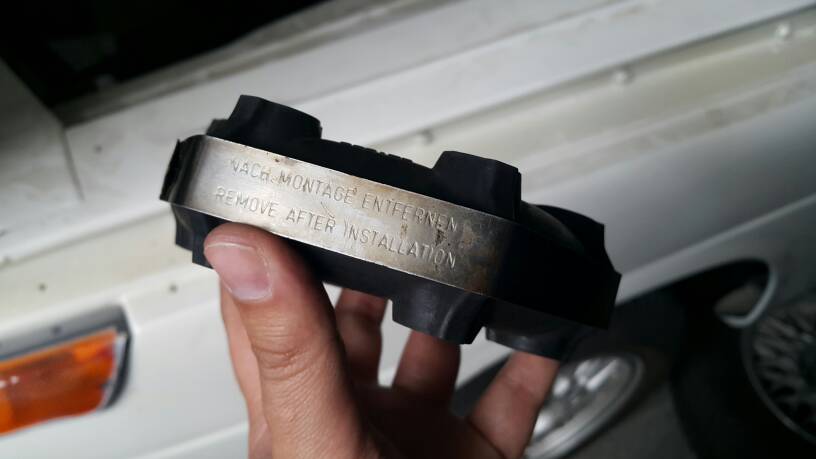 NACH MONTAGE ENTFERNEN
REMOVE AFTER INSTALLATION